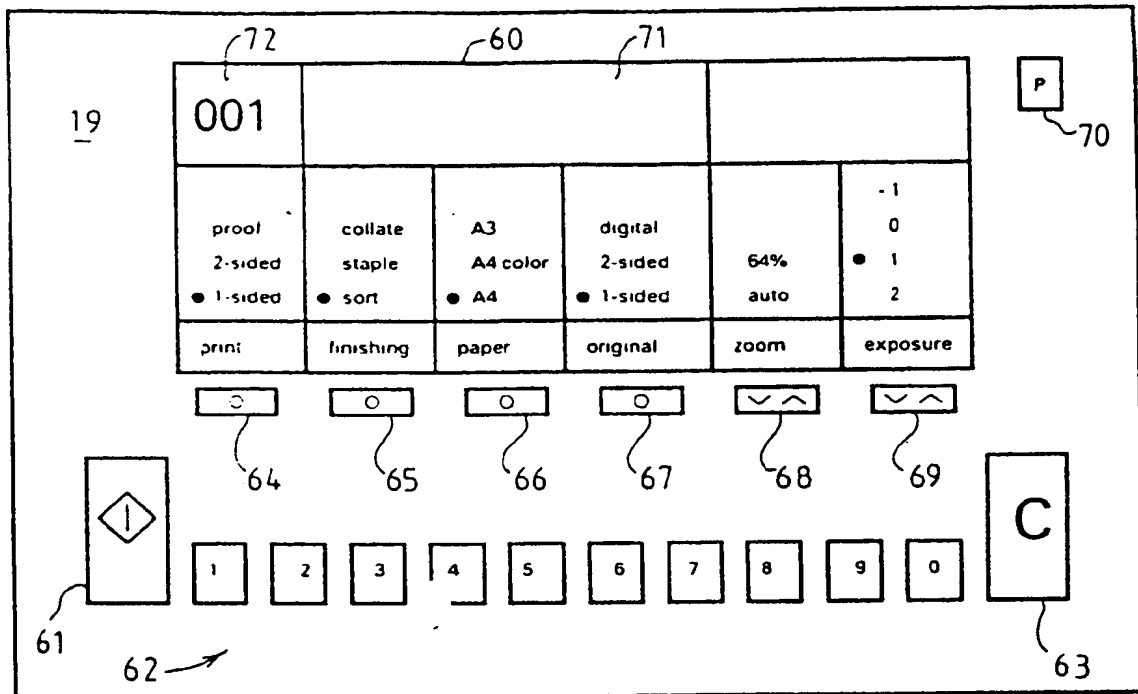 72 60 71
P
19 001 70
- 1
proof collate A3 digital 0
2-sided staple A4 color 2-sided 64% 1
1-sided sort A4 1-sided auto 2
print finishing paper original zoom exposure
64 65 66 67 68 69
C
1 2 3 4 5 6 7 8 9 0
61 62 63